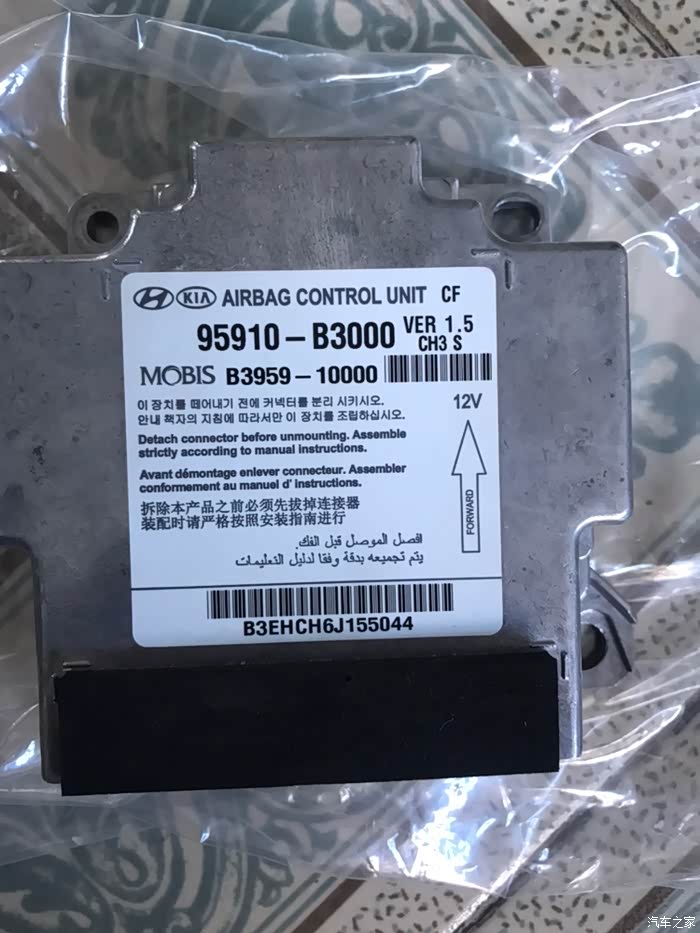 HYUNDAI KIA AIRBAG CONTROL UNIT CF
95910-B3000 VER 1.5
CH3 S
MOBIS B3959-10000
이 장치를 떼어내기 전에 커넥터를 분리 시키시오.
안내 책자의 지침에 따라서만 이 장치를 조립하십시오.
12V
Detach connector before unmounting. Assemble
strictly according to manual instructions.
Avant démontage enlever connecteur. Assembler
conformement au manuel d' instructions.
FORWARD
拆除本产品之前必须先拔掉连接器
装配时请严格按照安装指南进行
افصل الموصل قبل الفك.
يتم تجميعه بدقة وفقا لدليل التعليمات
B3EHCH6J155044
汽车之家